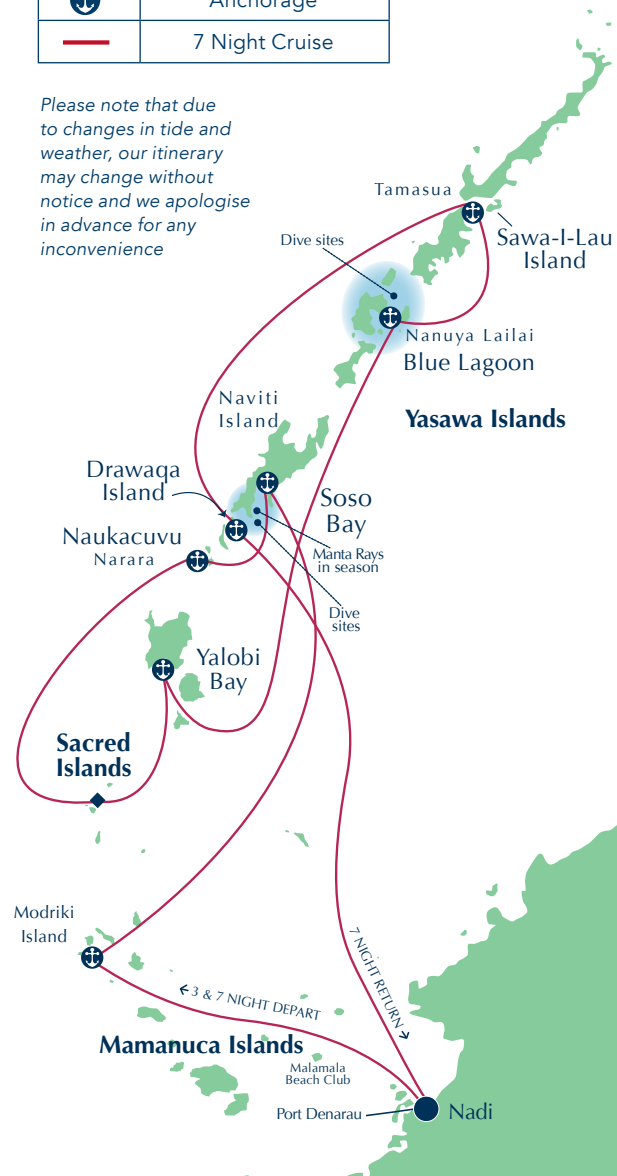 Anchorage
7 Night Cruise
Please note that due
to changes in tide and
weather, our itinerary
may change without
notice and we apologise
in advance for any
inconvenience
Tamasua
Sawa-I-Lau
Island
Dive sites
Nanuya Lailai
Blue Lagoon
Yasawa Islands
Naviti
Island
Drawaqa
Island
Soso
Bay
Naukacuvu
Narara
Manta Rays
in season
Dive
sites
Yalobi
Bay
Sacred
Islands
Modriki
Island
7 NIGHT RETURN →
← 3 & 7 NIGHT DEPART
Mamanuca Islands
Malamala
Beach Club
Port Denarau
Nadi